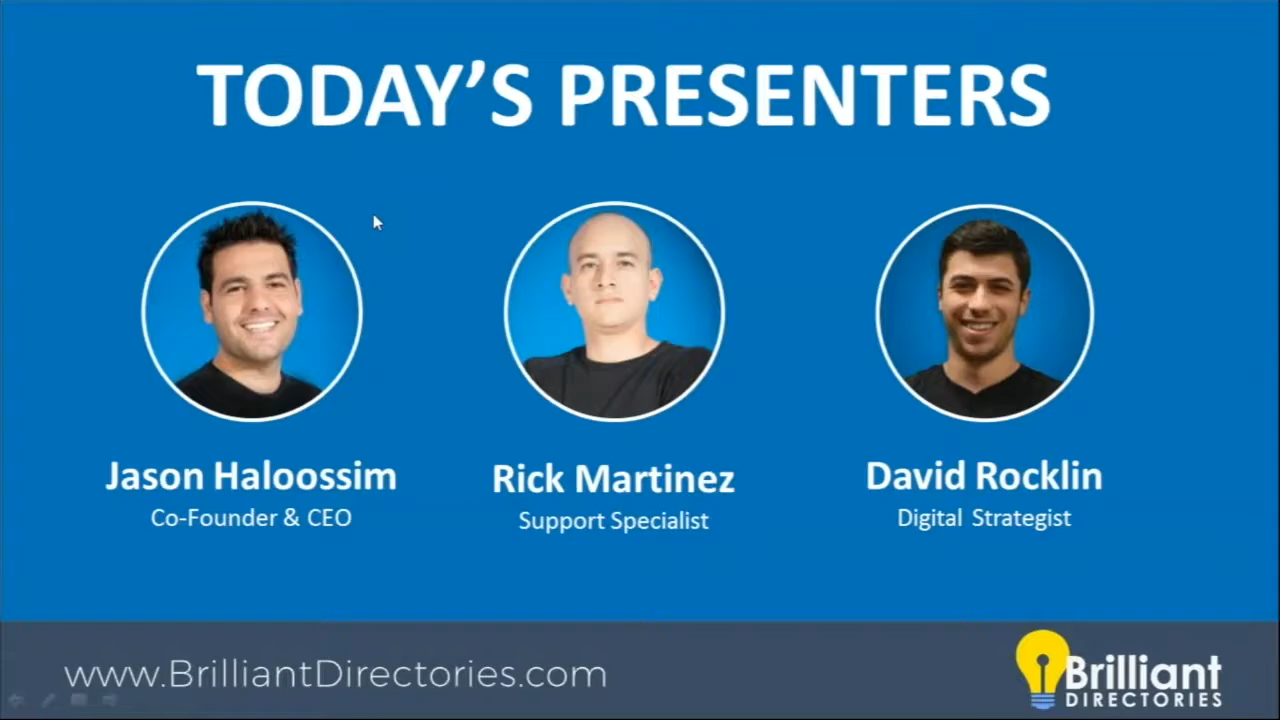 TODAY’S PRESENTERS
Jason Haloossim
Co-Founder & CEO
Rick Martinez
Support Specialist
David Rocklin
Digital Strategist
www.BrilliantDirectories.com
Brilliant
DIRECTORIES